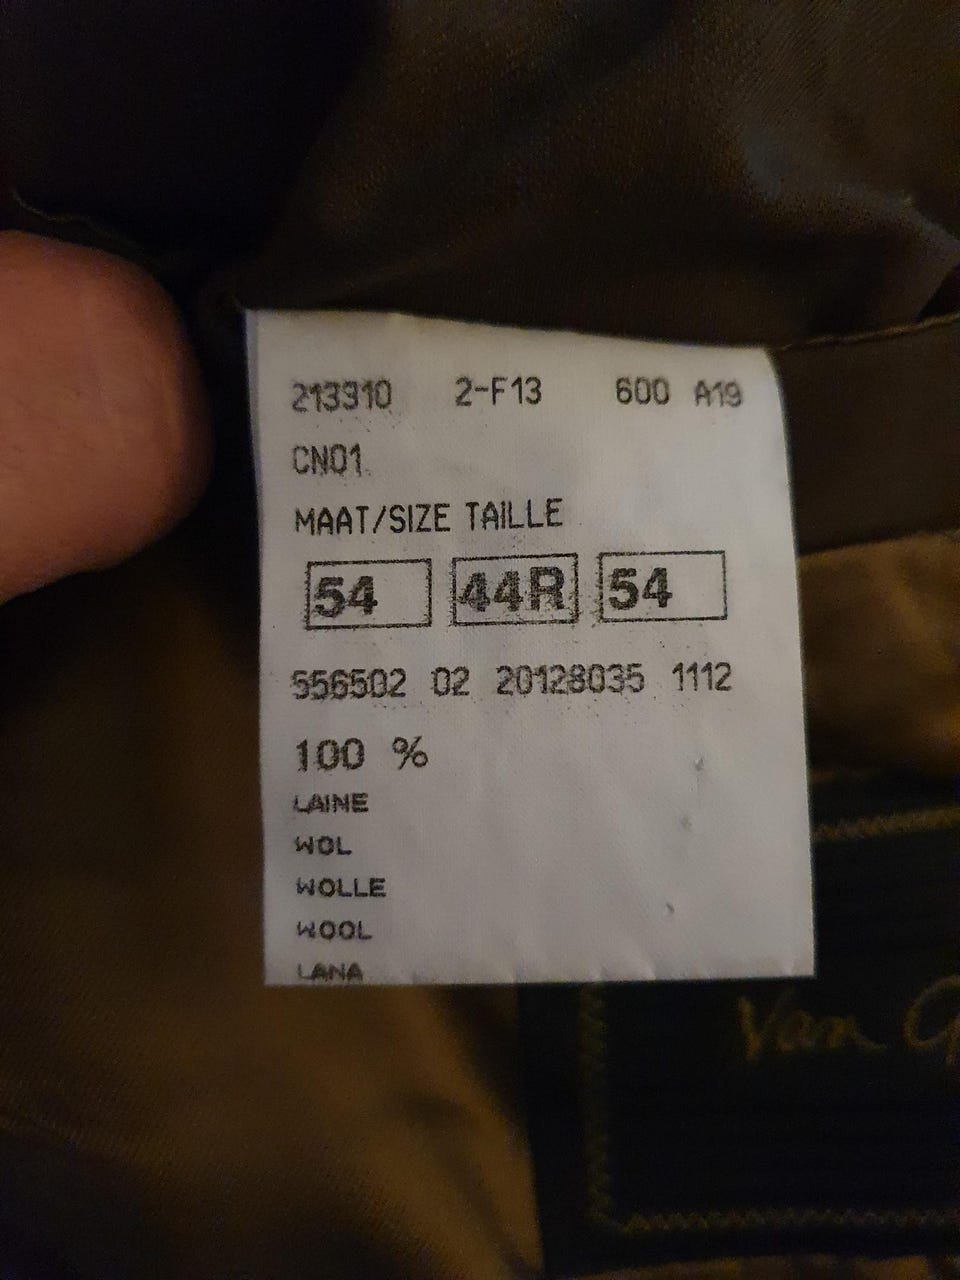 213310 2-F13 600 A19
CN01
MAAT/SIZE TAILLE
54 44R 54
556502 02 20128035 1112
100 %
LAINE
WOL
WOLLE
WOOL
LANA
Van